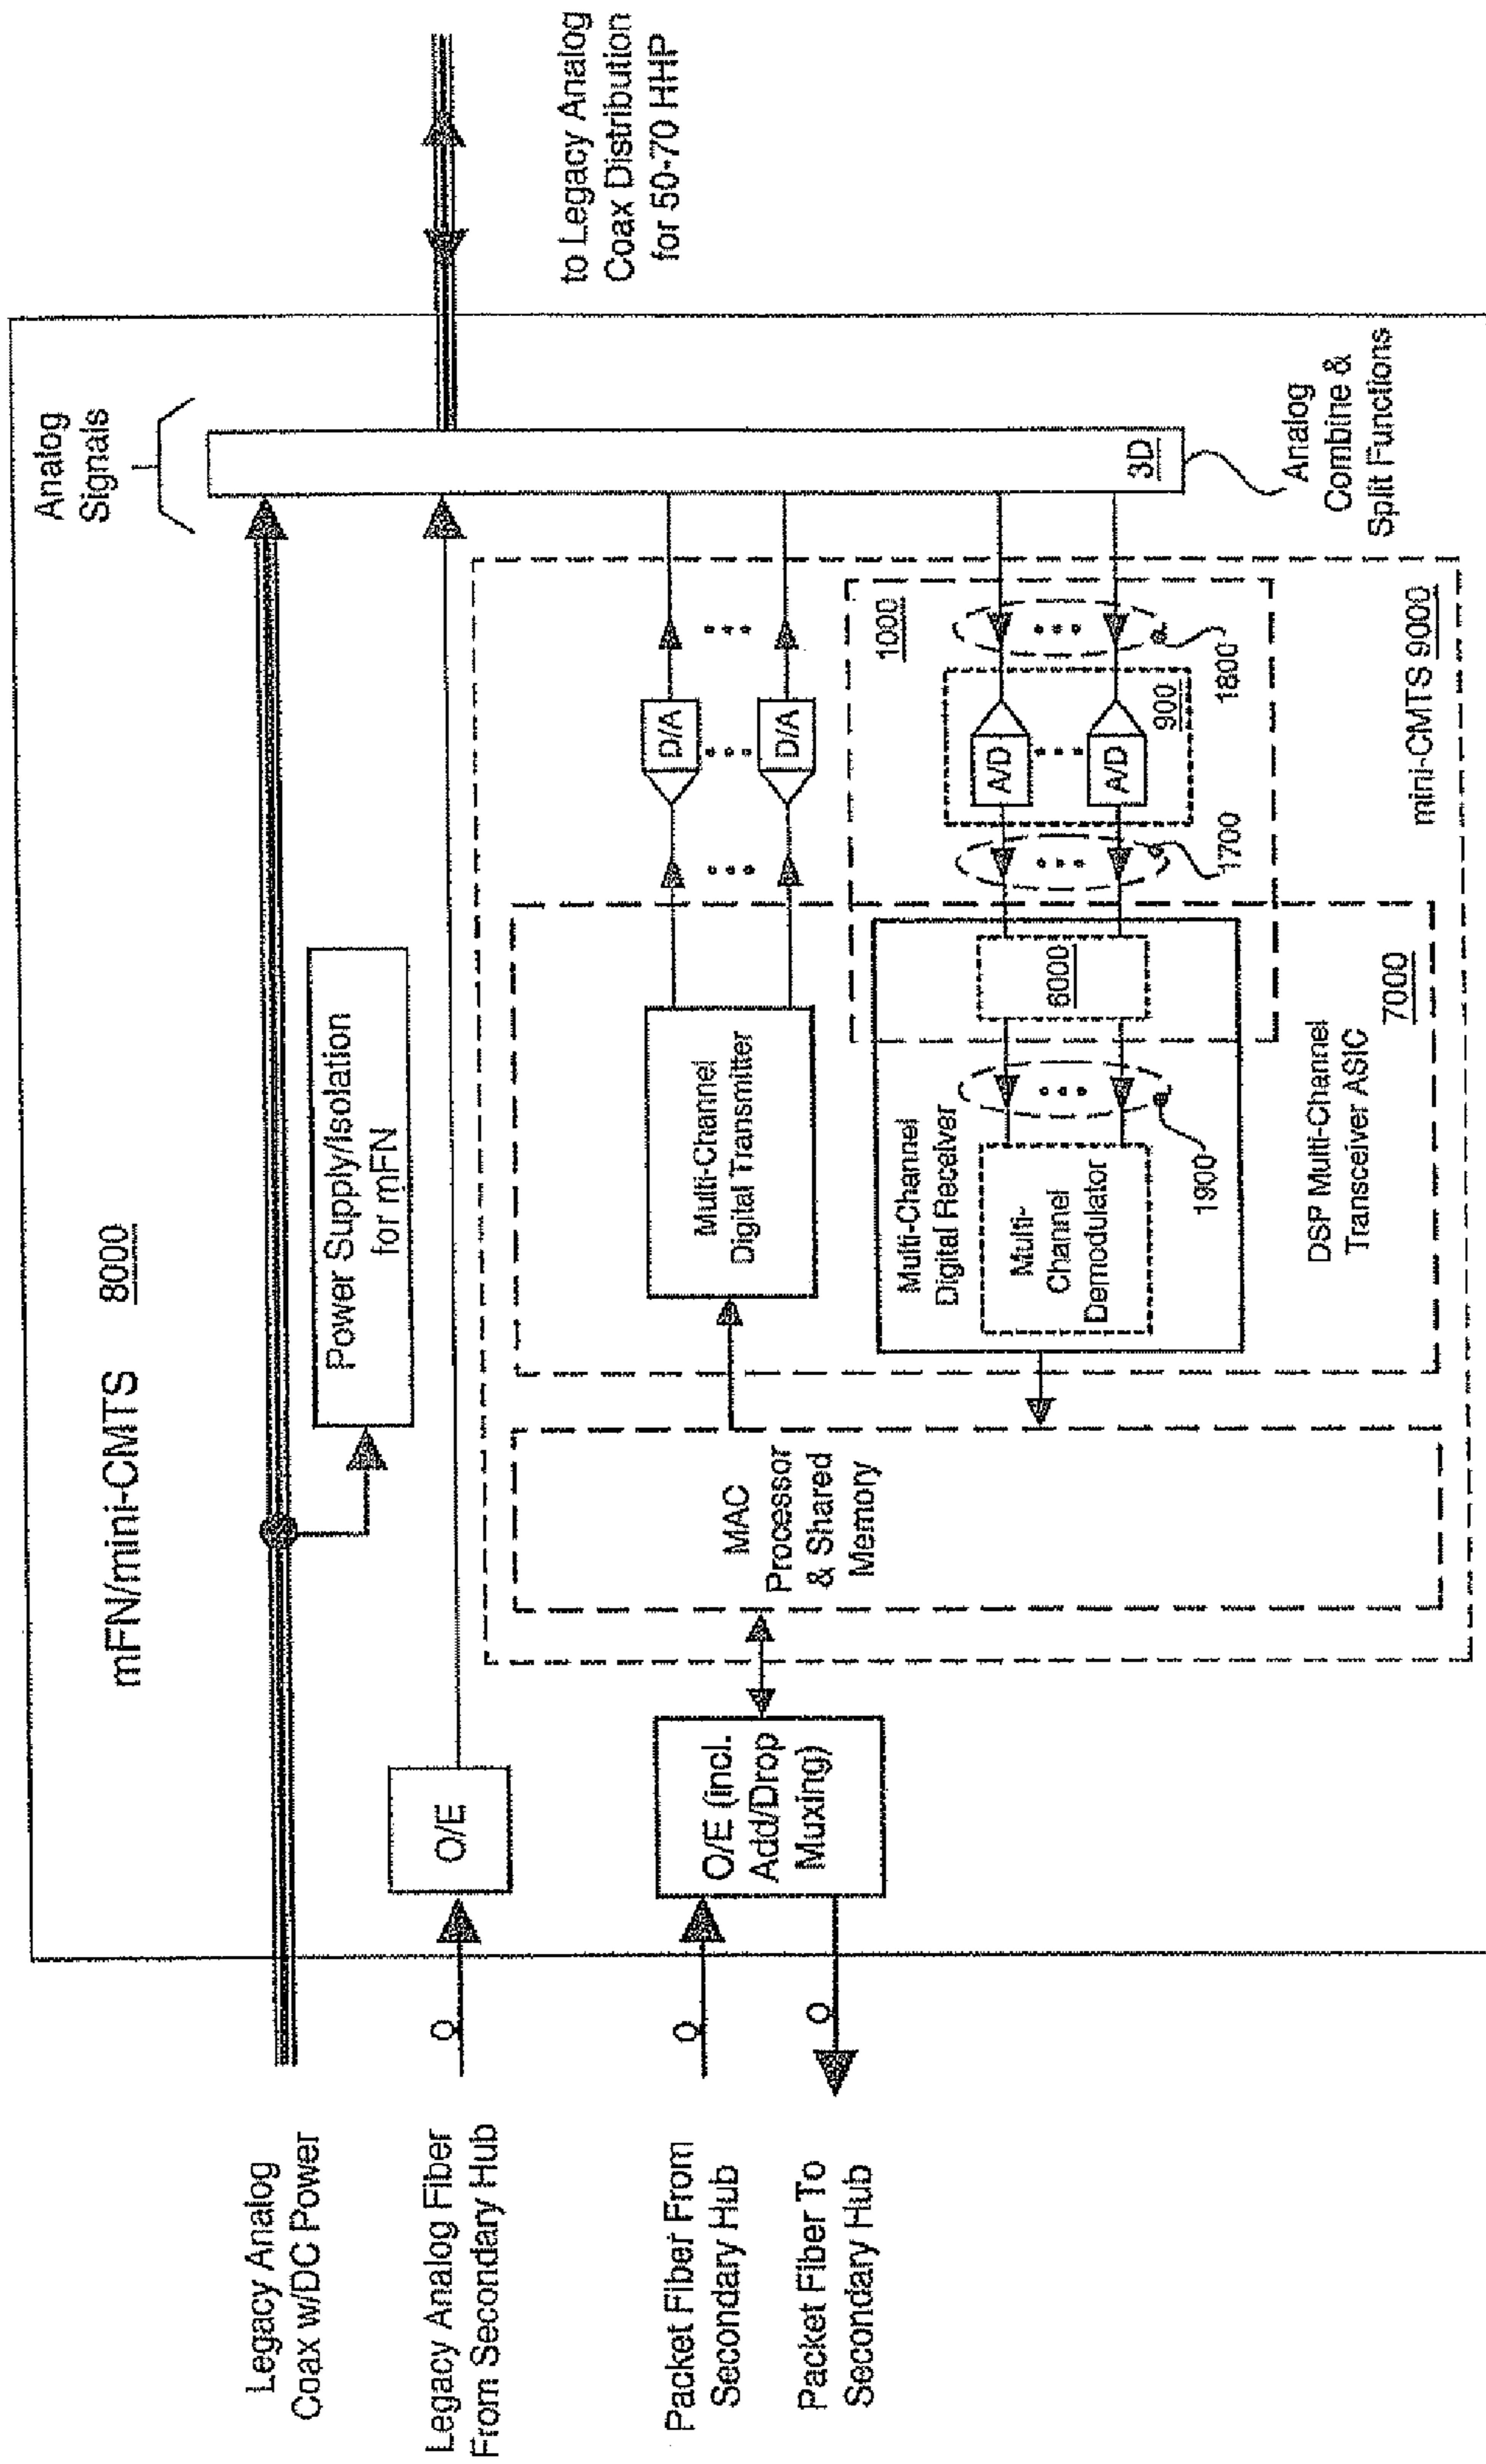 mFN/mini-CMTS 8000
Legacy Analog
Coax w/DC Power
Legacy Analog Fiber
From Secondary Hub
Packet Fiber From
Secondary Hub
Packet Fiber To
Secondary Hub
O/E
O/E (incl.
Add/Drop
Muxing)
Power Supply/Isolation
for mFN
MAC
Processor
& Shared
Memory
Multi-Channel
Digital Transmitter
Multi-Channel
Digital Receiver
Multi-
Channel
Demodulator
1900
6000
DSP Multi-Channel
Transceiver ASIC
7000
D/A
D/A
A/D
A/D
900
1000
1700
1800
mini-CMTS 9000
Analog
Signals
3D
Analog
Combine &
Split Functions
to Legacy Analog
Coax Distribution
for 50-70 HHP